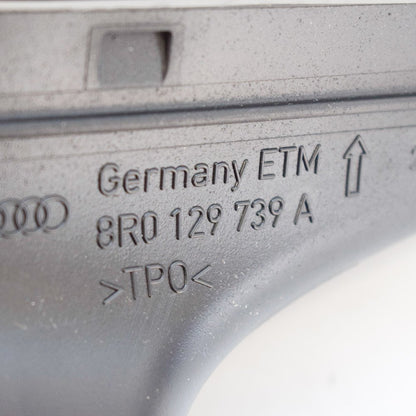 Germany ETM
8R0 129 739 A
>TPO<